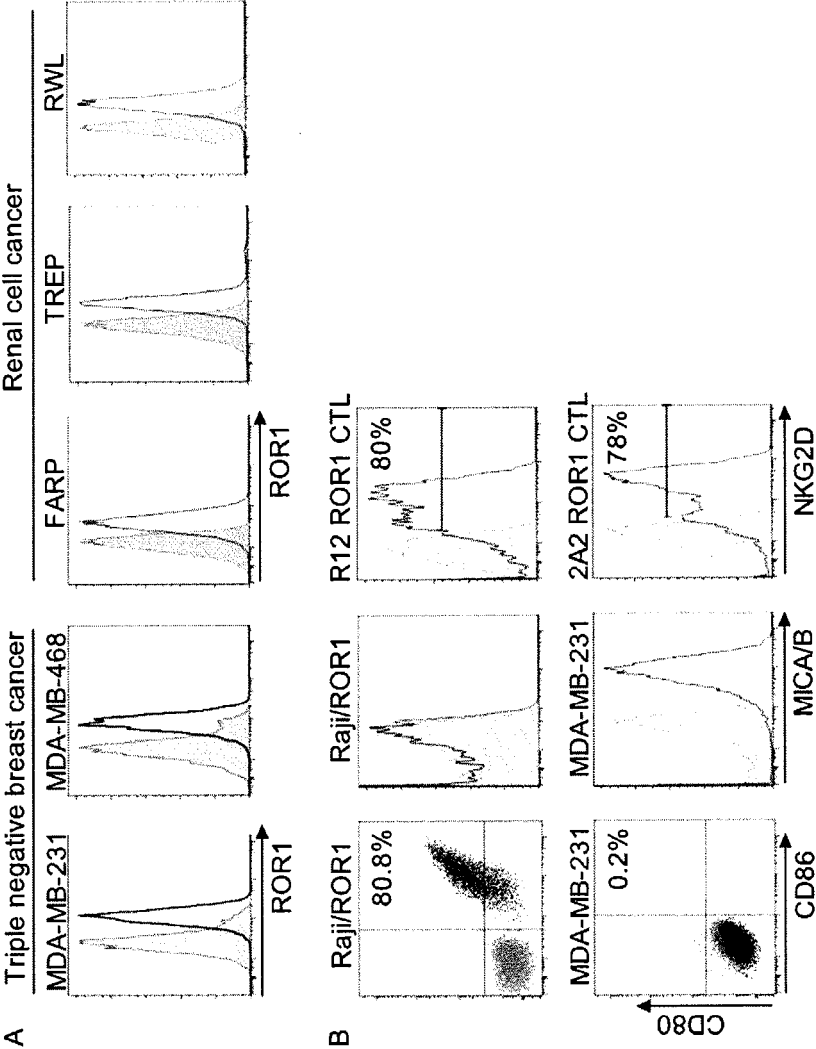 A
Triple negative breast cancer
Renal cell cancer
MDA-MB-231
MDA-MB-468
FARP
TREP
RWL
ROR1
ROR1
B
Raji/ROR1
Raji/ROR1
R12 ROR1 CTL
80.8%
80%
MDA-MB-231
MDA-MB-231
2A2 ROR1 CTL
0.2%
78%
CD80
CD86
MICA/B
NKG2D